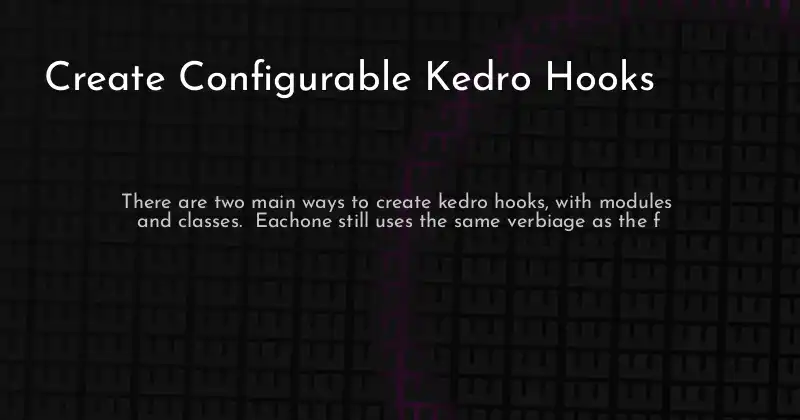 Create Configurable Kedro Hooks
There are two main ways to create kedro hooks, with modules
and classes.  Eachone still uses the same verbiage as the f